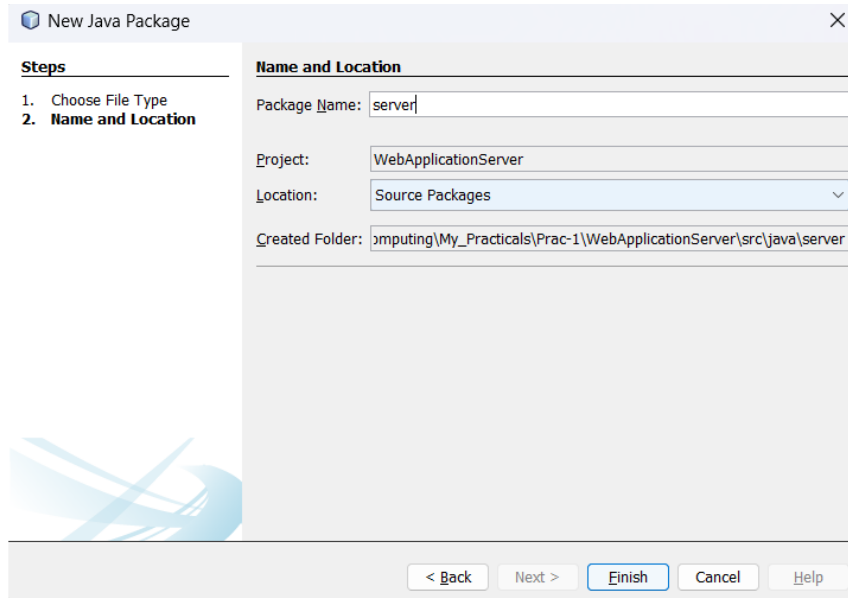 New Java Package
Steps
1. Choose File Type
2. Name and Location
Name and Location
Package Name: server
Project: WebApplicationServer
Location: Source Packages
Created Folder: omputing\My_Practicals\Prac-1\WebApplicationServer\src\java\server
< Back Next > Finish Cancel Help